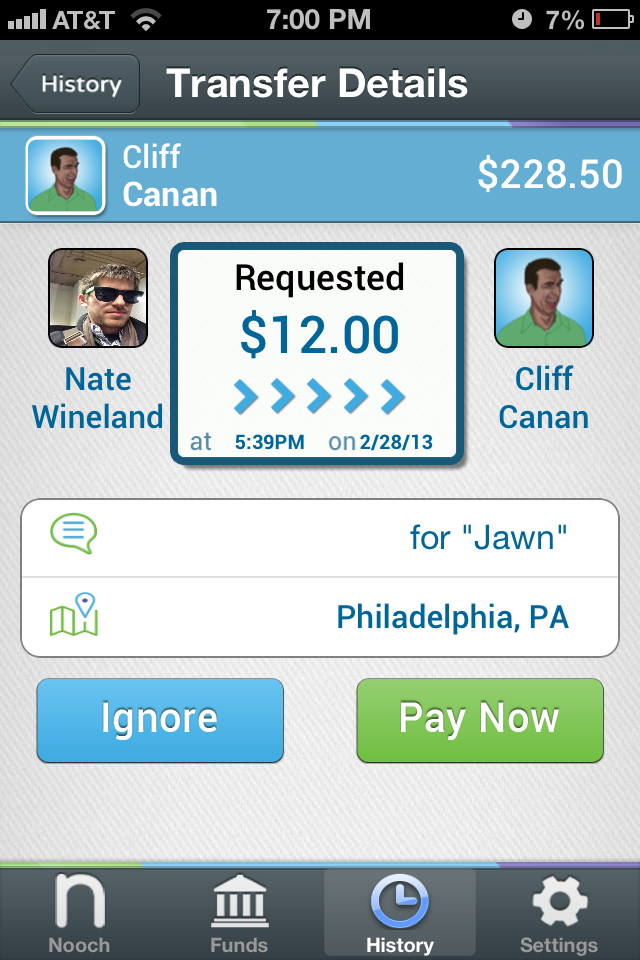 AT&T 7:00 PM 7%
History Transfer Details
Cliff
Canan
$228.50
Requested
$12.00
at 5:39PM on 2/28/13
Nate
Wineland
Cliff
Canan
for "Jawn"
Philadelphia, PA
Ignore Pay Now
n
Nooch Funds History Settings